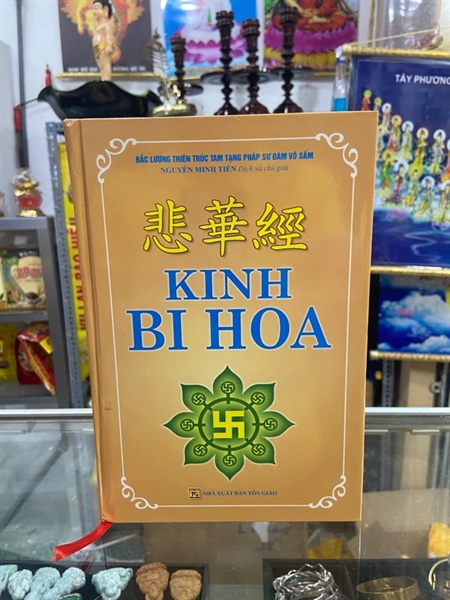 TÂY PHƯƠNG
BẮC LƯƠNG THIÊN TRÚC TAM TẠNG PHÁP SƯ ĐÀM VÔ SẤM
NGUYỄN MINH TIẾN Dịch và chú giải
悲華經
KINH
BI HOA
NHÀ XUẤT BẢN TÔN GIÁO